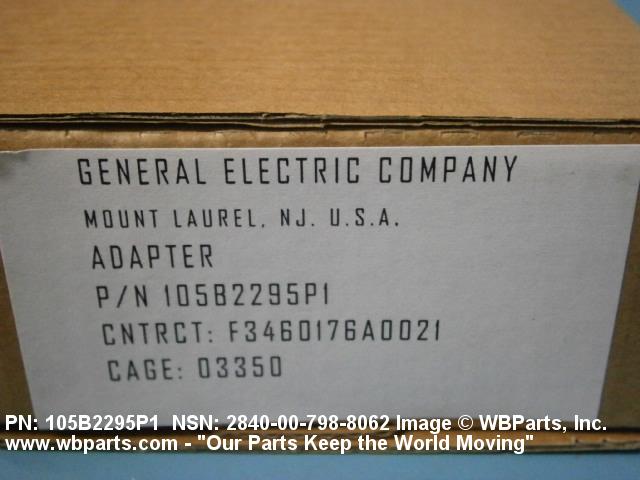 GENERAL ELECTRIC COMPANY
MOUNT LAUREL, NJ. U.S.A.
ADAPTER
P/N 105B2295P1
CNTRCT: F3460176A0021
CAGE: 03350
PN: 105B2295P1 NSN: 2840-00-798-8062 Image © WBParts, Inc.
www.wbparts.com - "Our Parts Keep the World Moving"